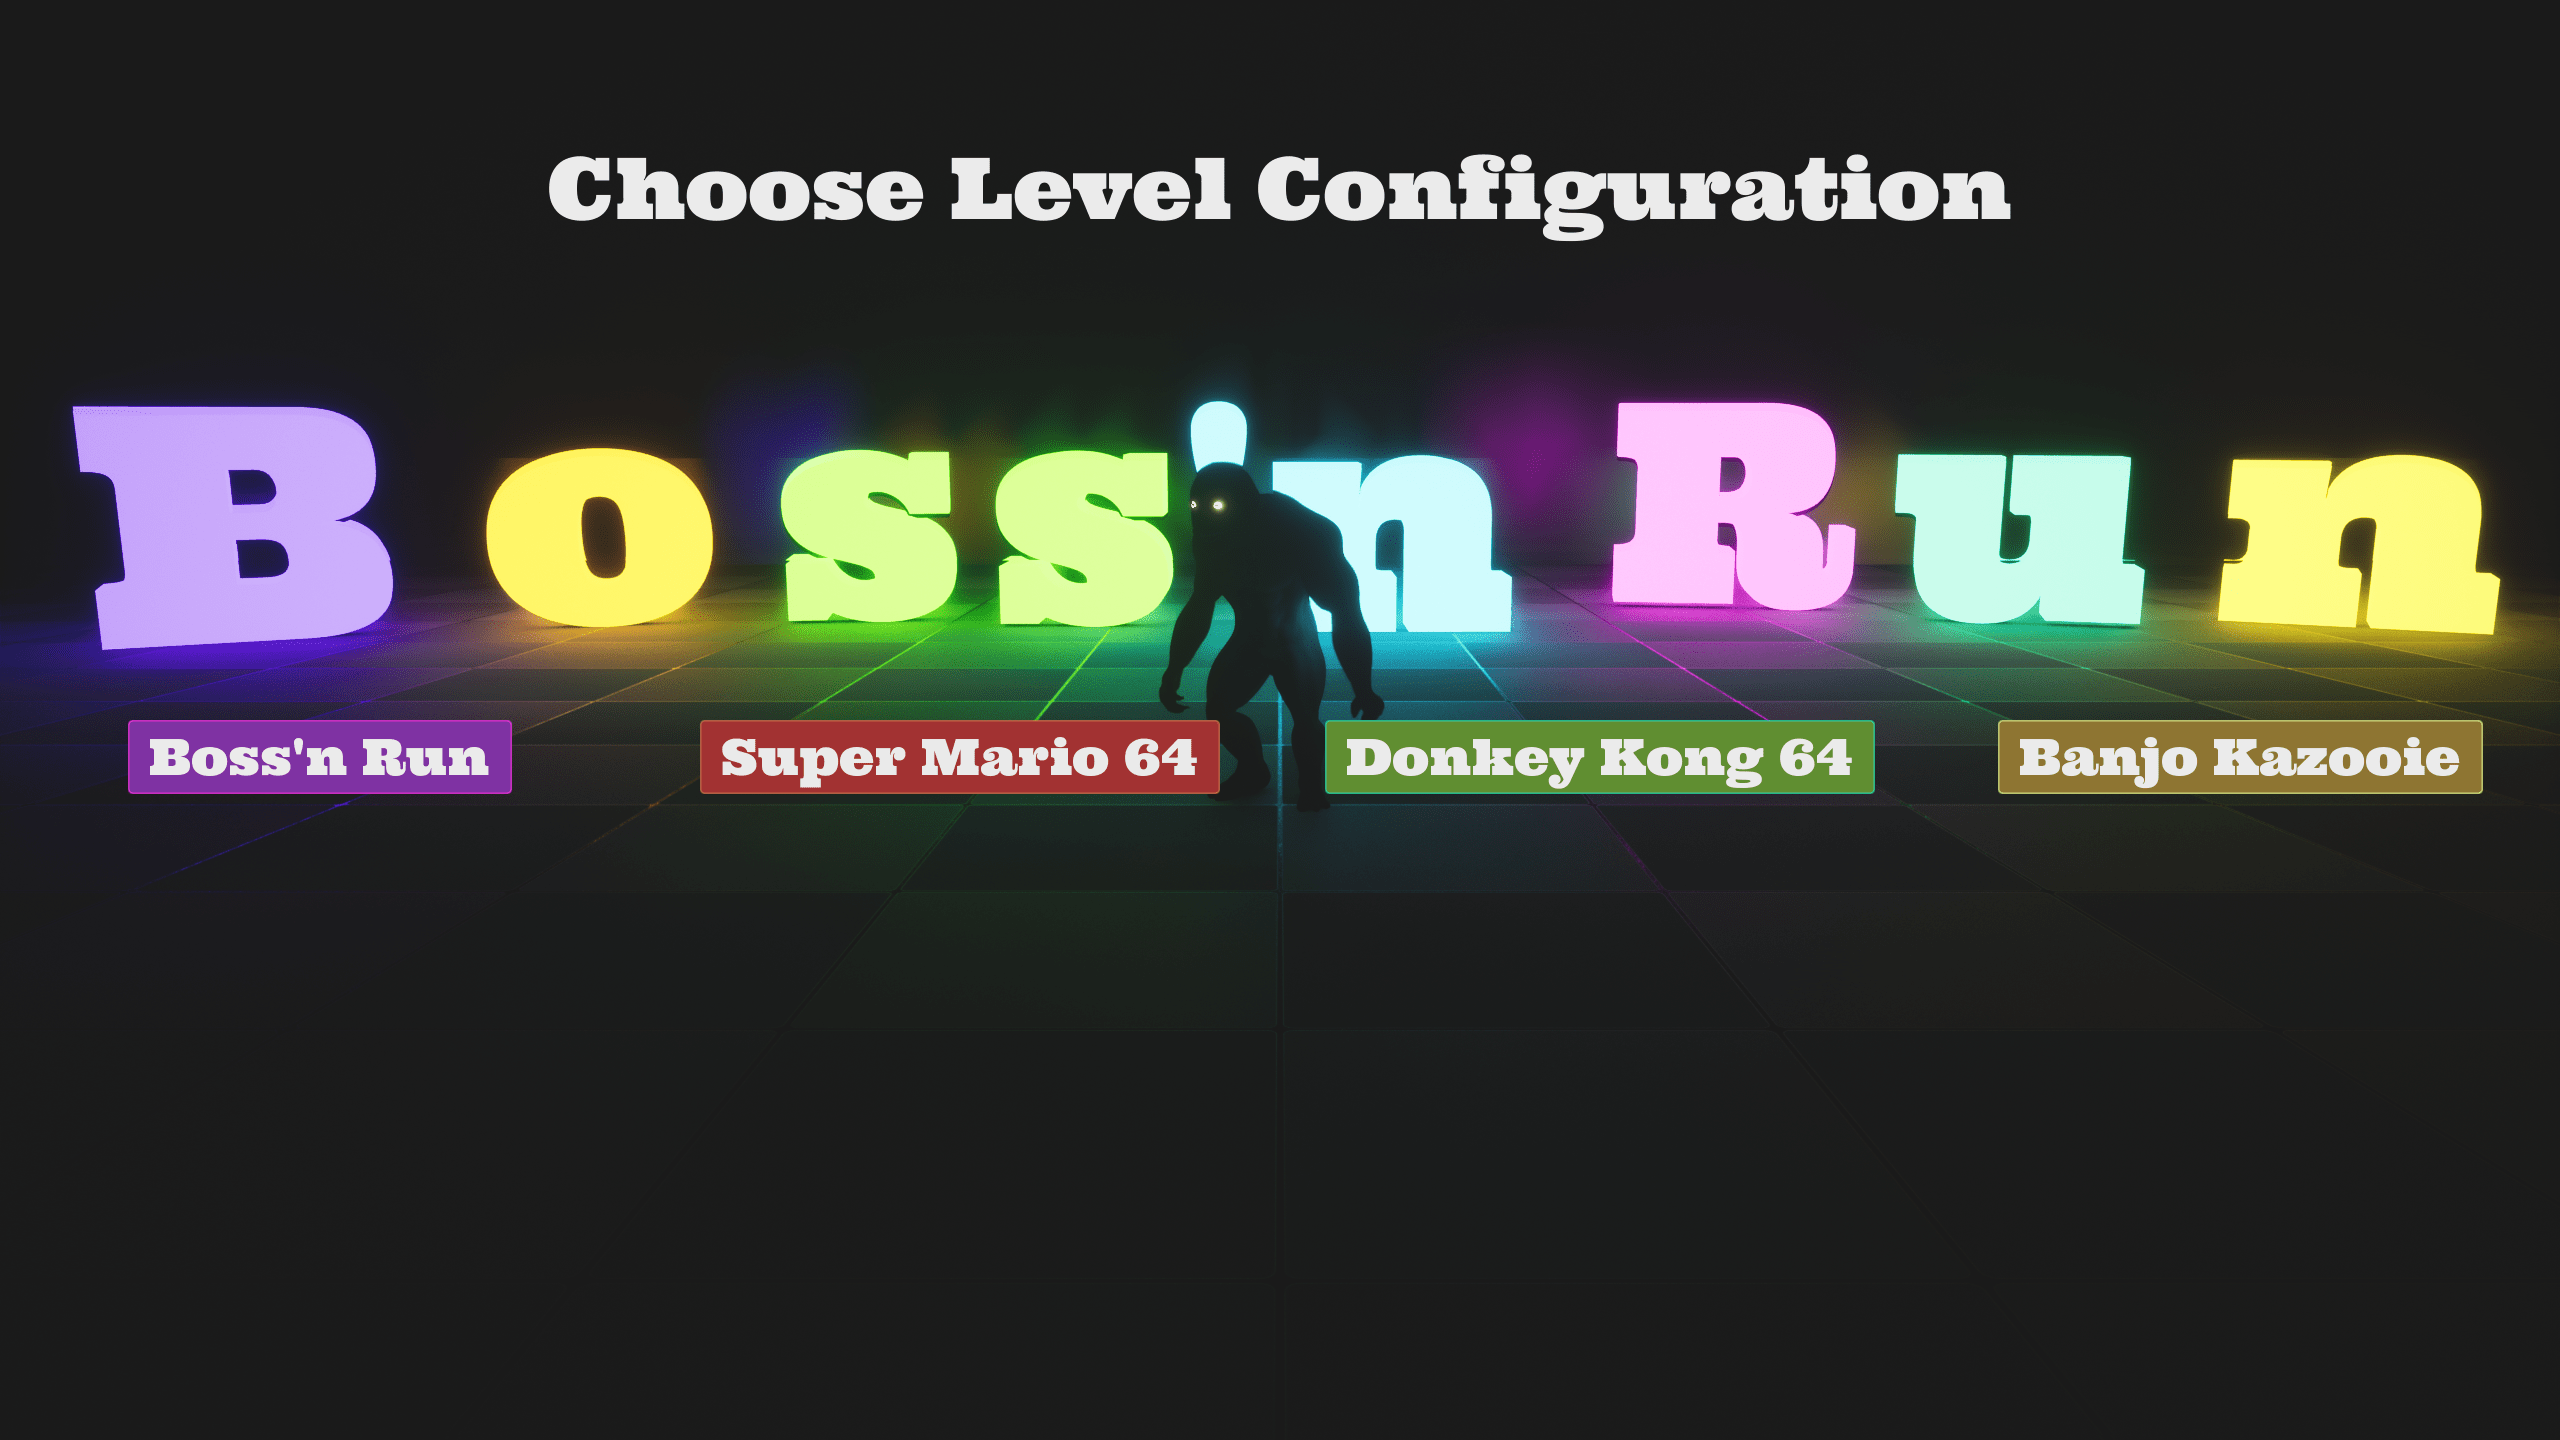 Choose Level Configuration
Boss'n Run
Boss'n Run
Super Mario 64
Donkey Kong 64
Banjo Kazooie